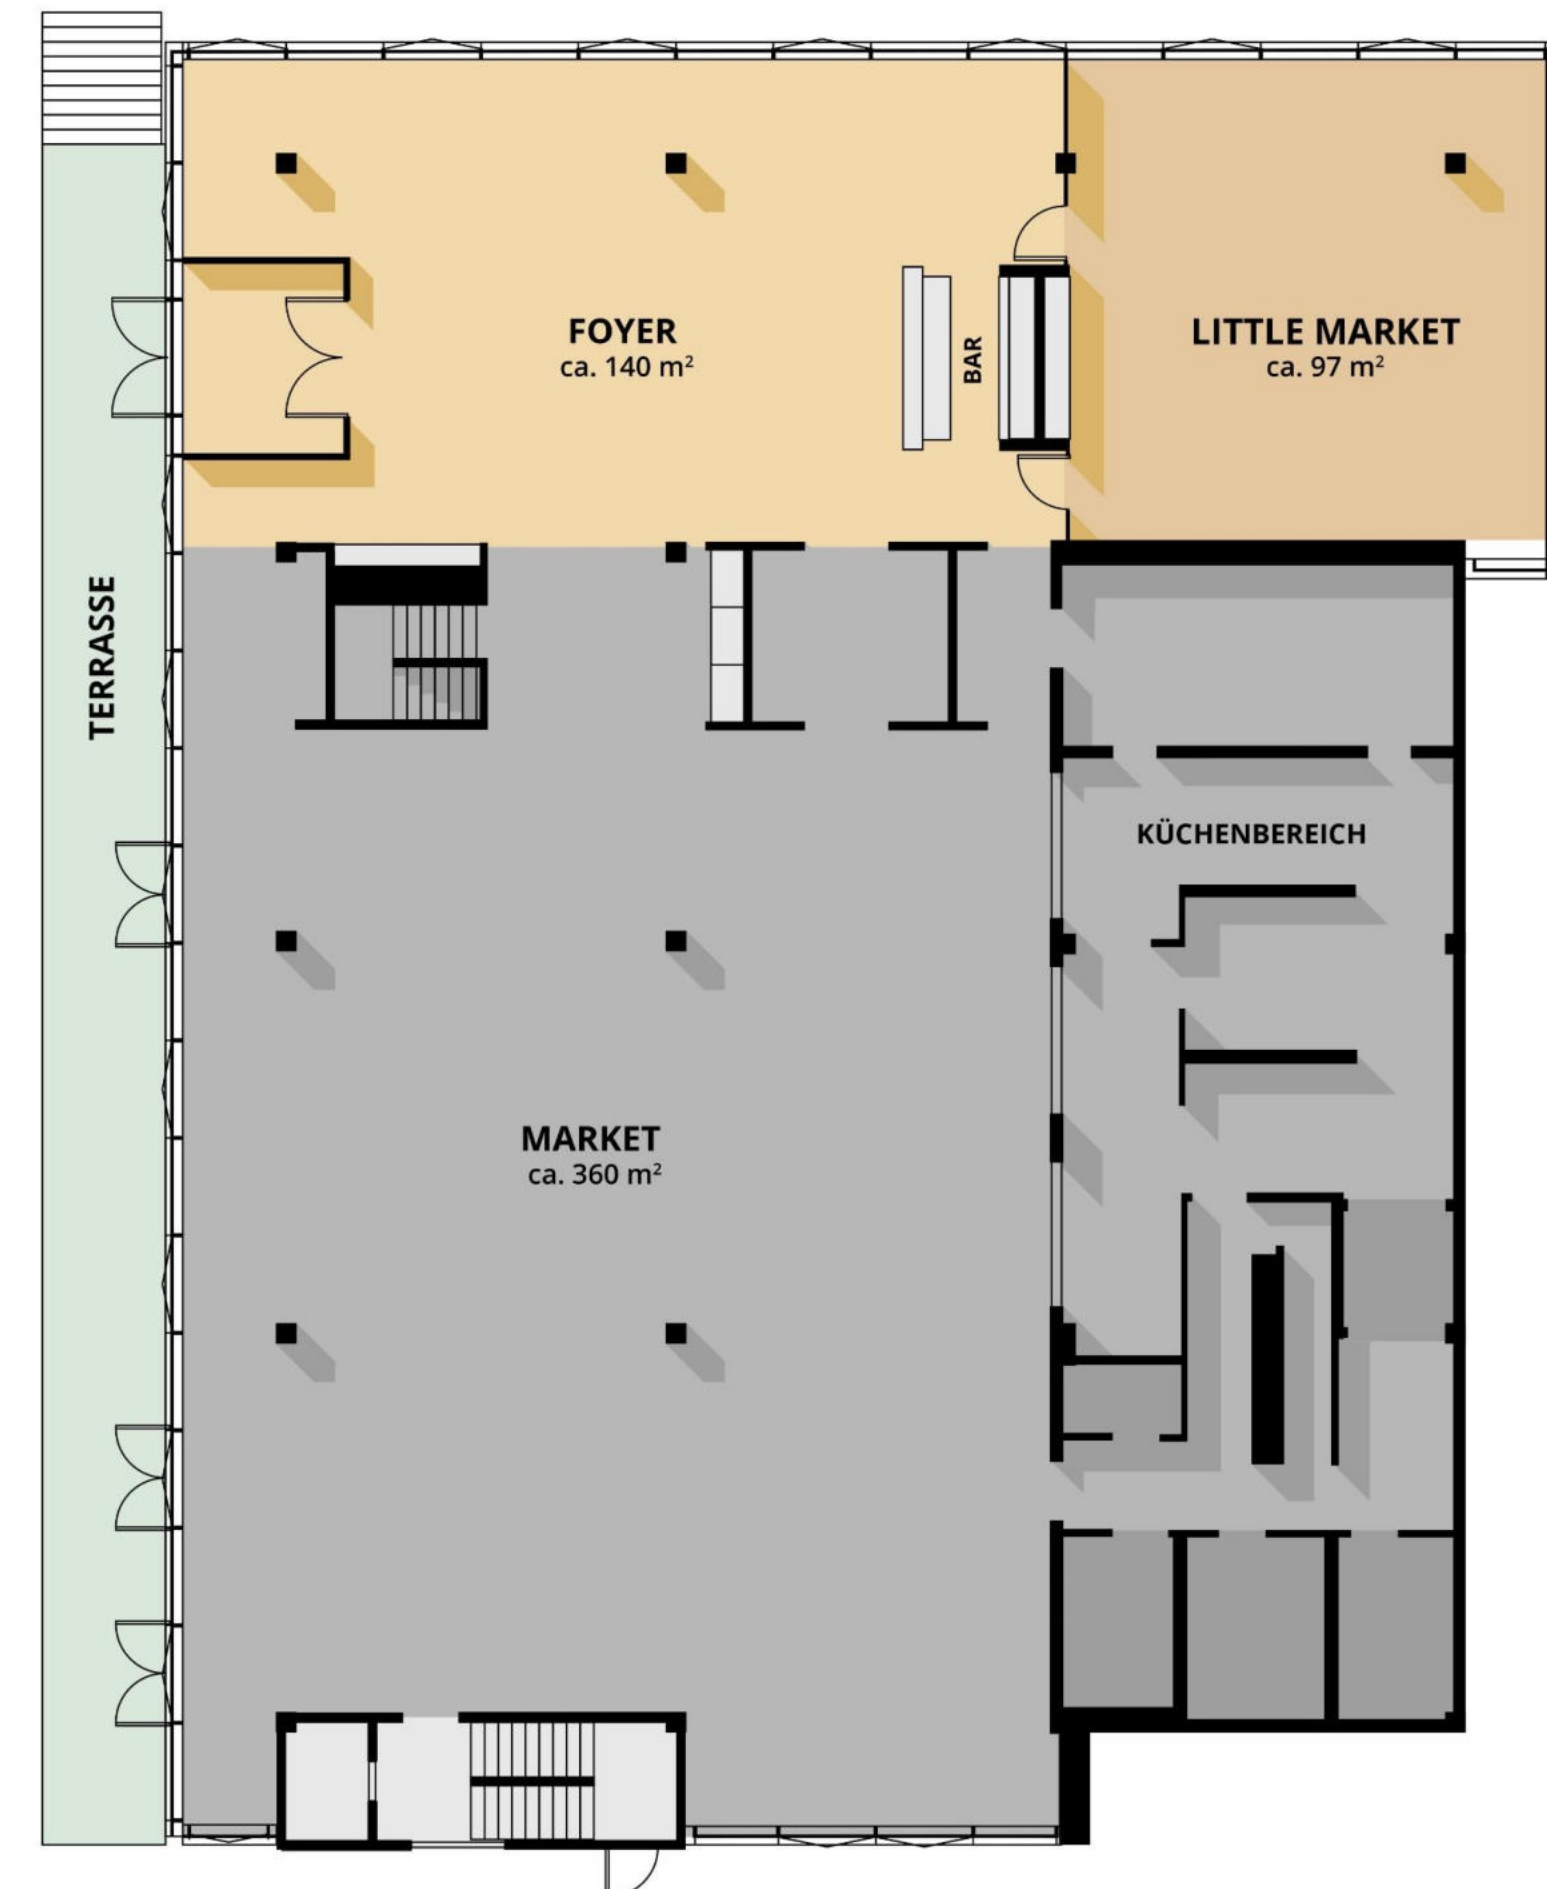 FOYER
ca. 140 m²
BAR
LITTLE MARKET
ca. 97 m²
TERRASSE
KÜCHENBEREICH
MARKET
ca. 360 m²